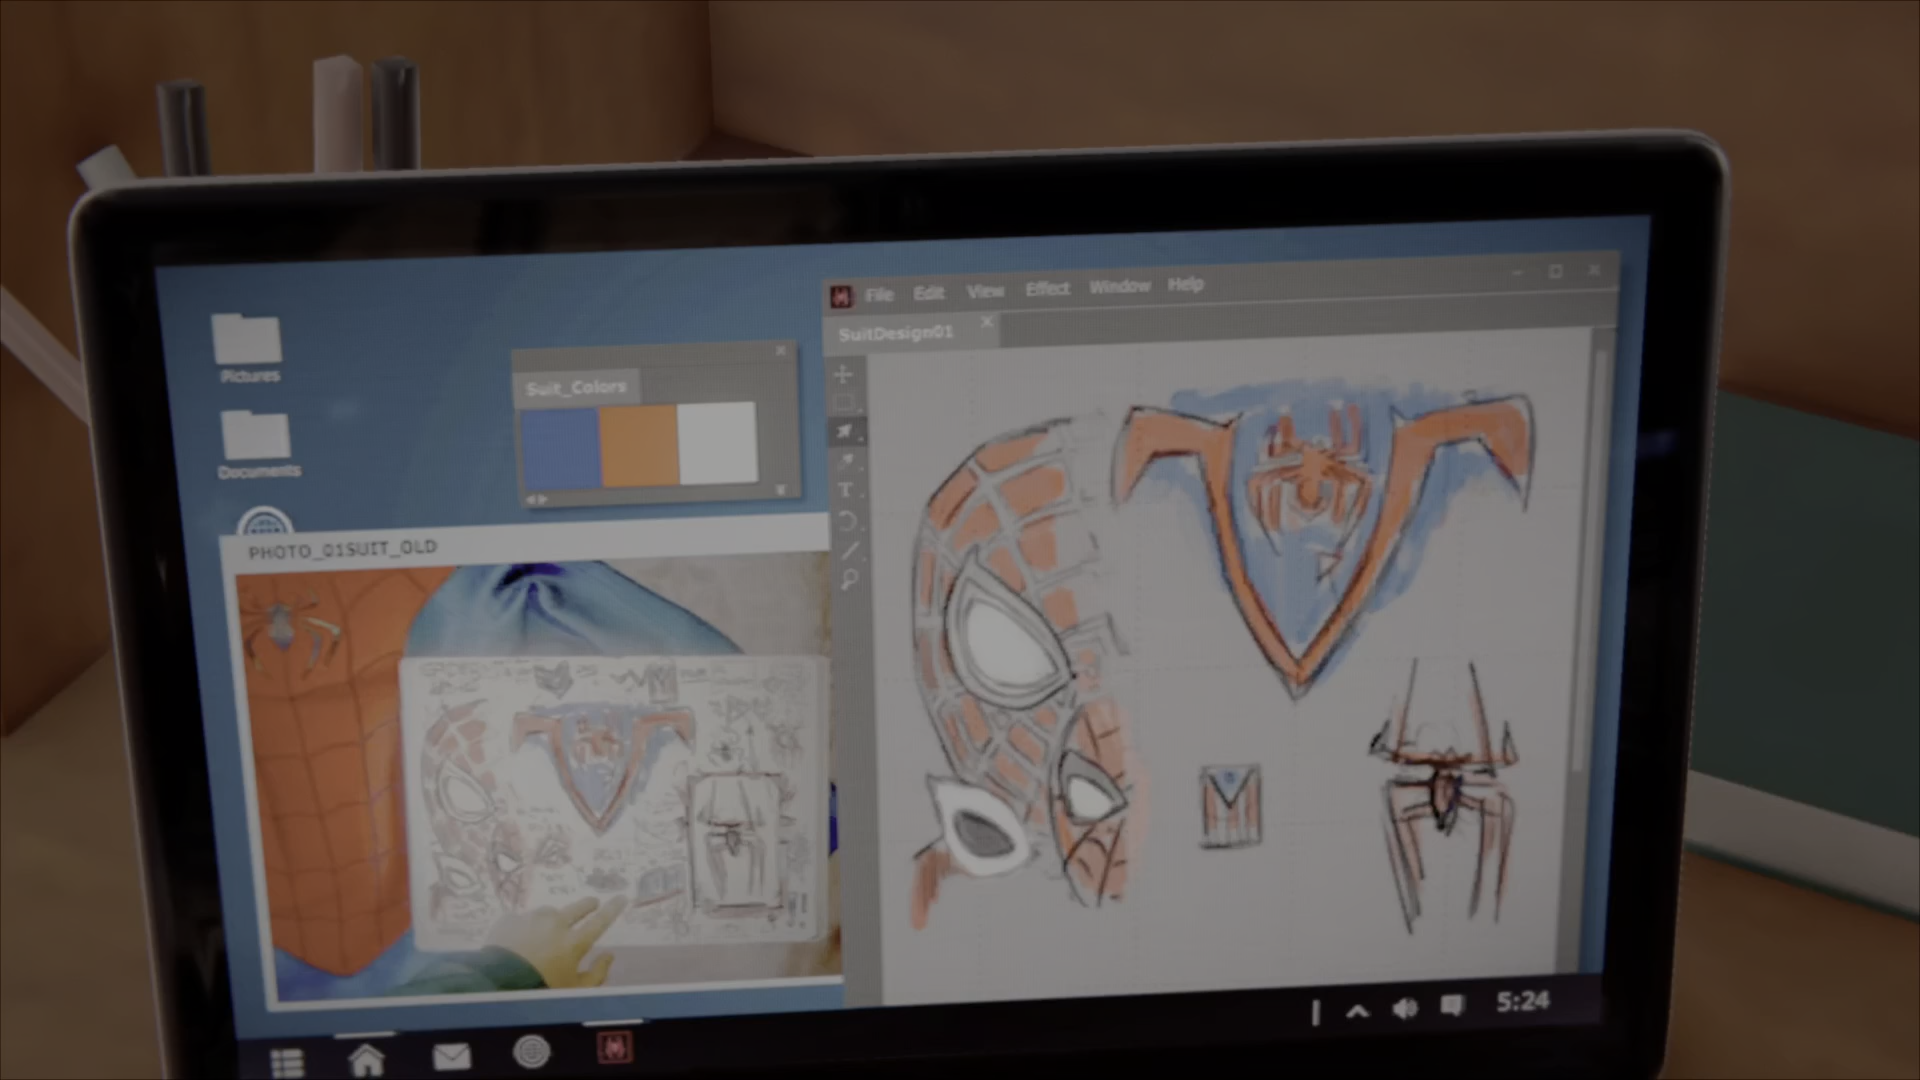 File Edit View Effect Window Help
SuitDesign01
Pictures
Suit_Colors
Documents
T
PHOTO_01SUIT_OLD
5:24